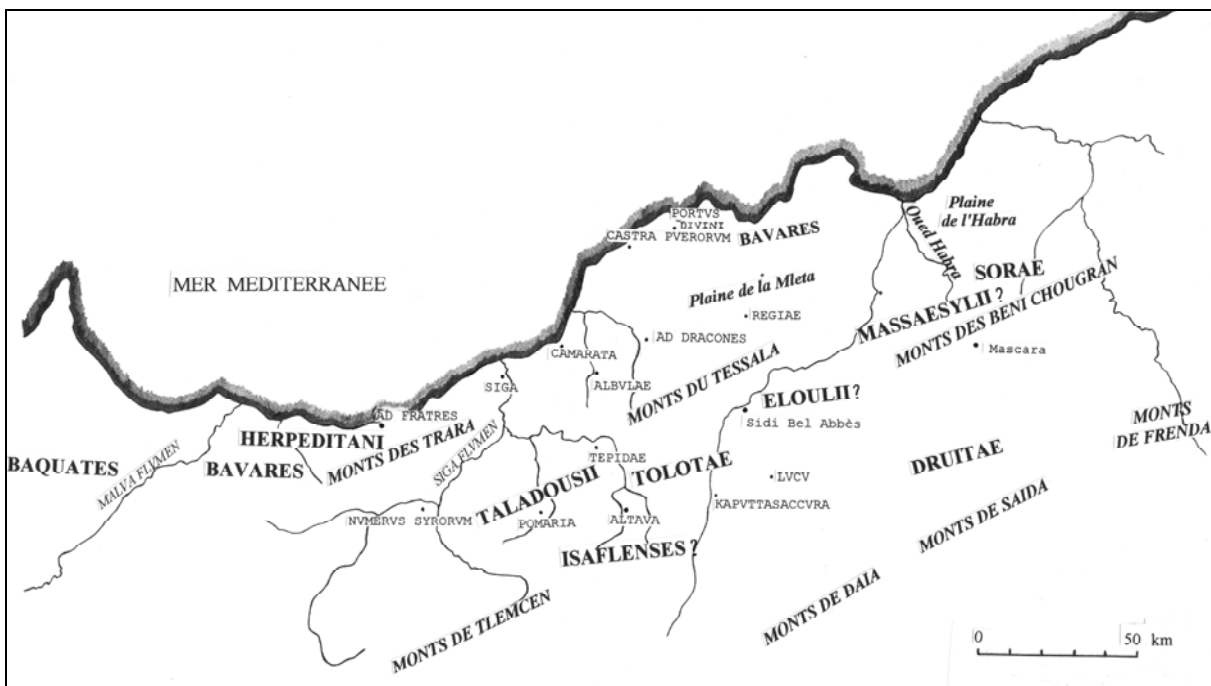 MER MEDITERRANEE
PORTVS
DIVINI
CASTRA PVERORVM
BAVARES
Plaine
de l'Habra
Oued Habra
SORAE
Plaine de la Mleta
MASSAESYLII ?
MONTS DES BENI CHOUGRAN
REGIAE
AD DRACONES
Mascara
CAMARATA
SIGA
ALBVLAE
MONTS DU TESSALA
ELOULII ?
Sidi Bel Abbès
AD FRATRES
HERPEDITANI
MONTS DES TRARA
MONTS
DE FRENDA
BAQUATES
MALVA FLVMEN
BAVARES
SIGA FLVMEN
TEPIDAE
TOLOTAE
DRUITAE
TALADOUSII
LVCV
KAPVTTASACCVRA
NVMERVS SYRORVM
POMARIA
ALTAVA
MONTS DE SAIDA
ISAFLENSES ?
MONTS DE TLEMCEN
MONTS DE DAIA
0 50 km